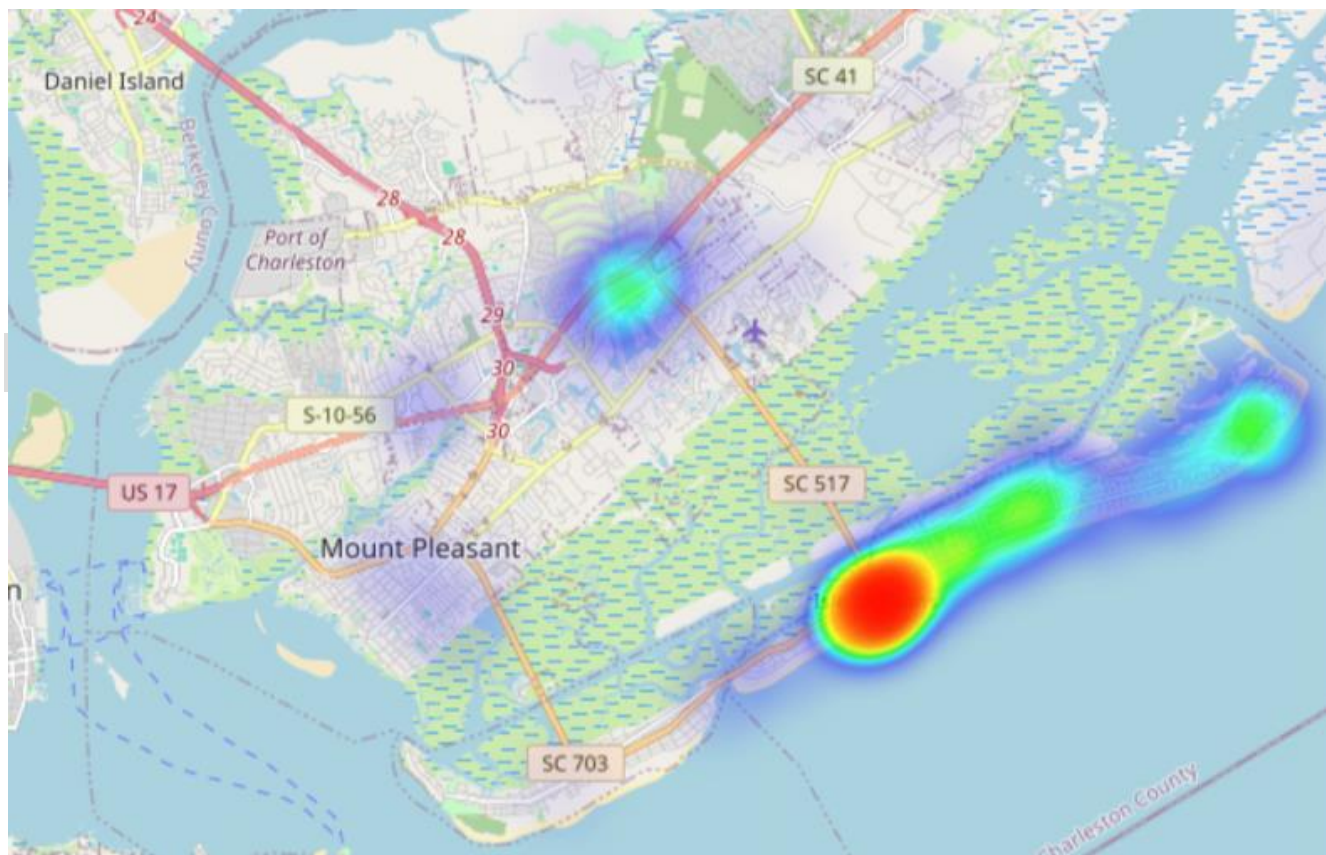 24
SC 41
Daniel Island
Berkeley County
28
28
Port of
Charleston
29
30
S-10-56
30
US 17
SC 517
Mount Pleasant
n
SC 703
Charleston County